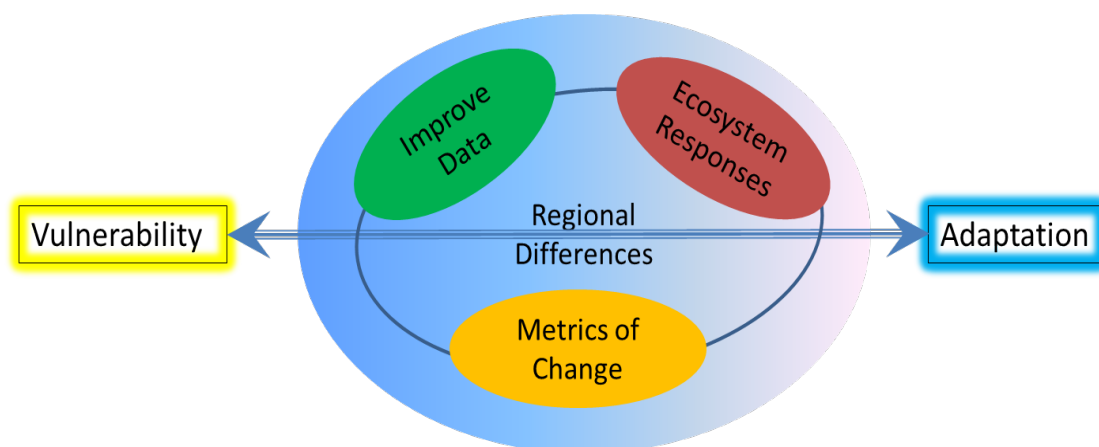 Improve
Data
Ecosystem
Responses
Vulnerability
Regional
Differences
Adaptation
Metrics of
Change